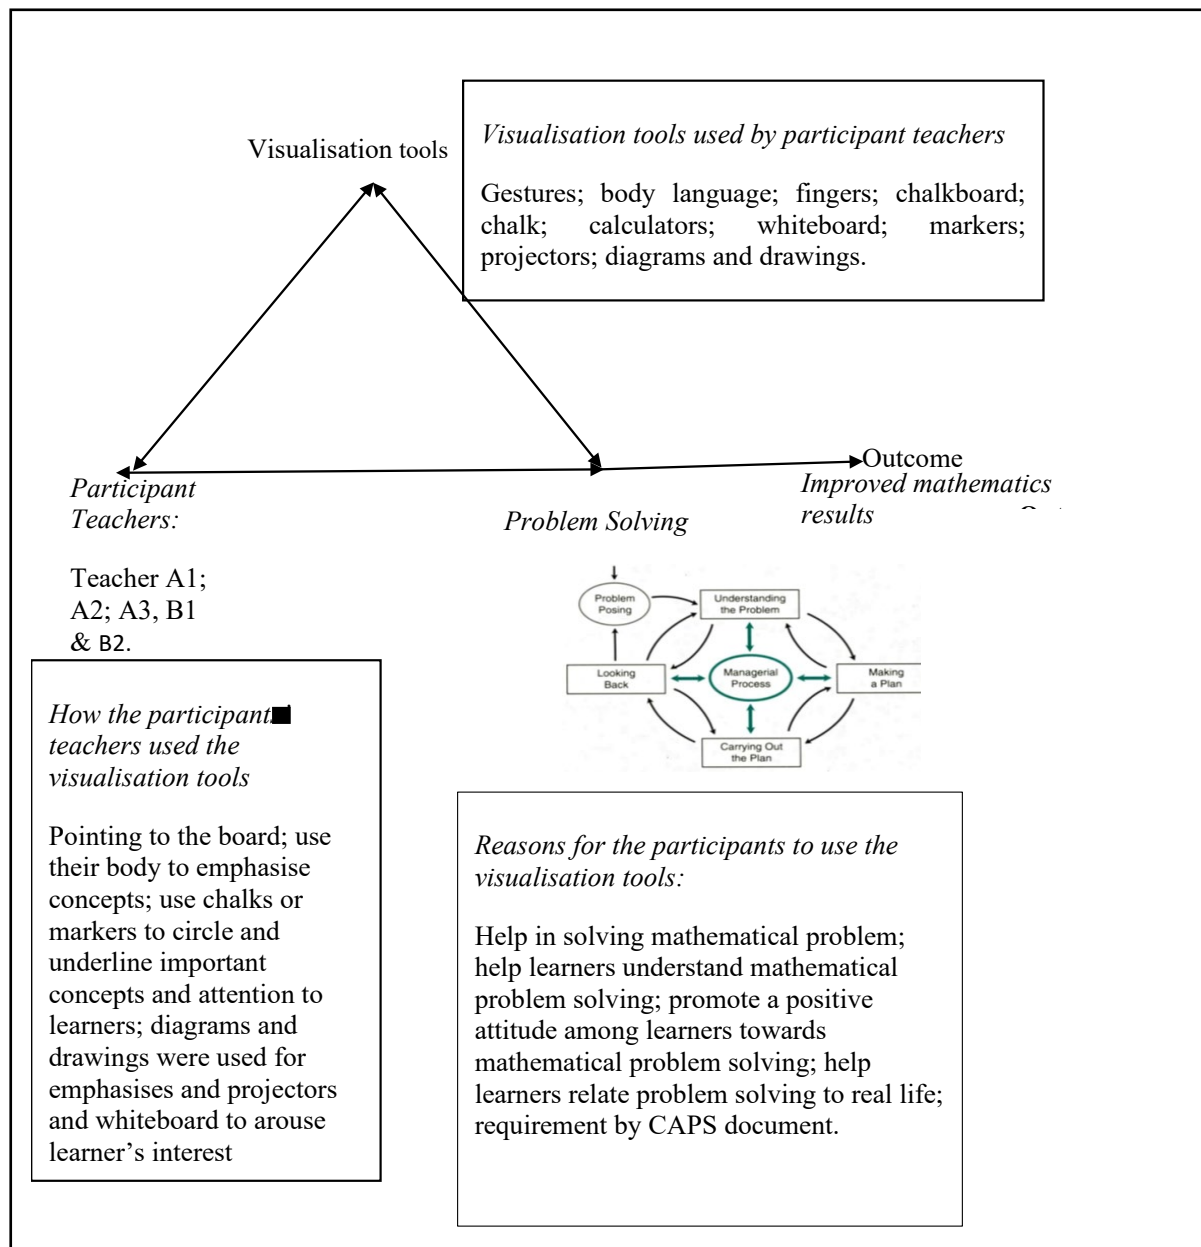 Visualisation tools
Visualisation tools used by participant teachers
Gestures; body language; fingers; chalkboard;
chalk; calculators; whiteboard; markers;
projectors; diagrams and drawings.
Participant
Teachers:
Teacher A1;
A2; A3, B1
& B2.
Problem Solving
Outcome
Improved mathematics
results
Problem
Posing
Understanding
the Problem
Looking
Back
Managerial
Process
Making
a Plan
Carrying Out
the Plan
How the participant
teachers used the
visualisation tools
Pointing to the board; use
their body to emphasise
concepts; use chalks or
markers to circle and
underline important
concepts and attention to
learners; diagrams and
drawings were used for
emphasises and projectors
and whiteboard to arouse
learner's interest
Reasons for the participants to use the
visualisation tools:
Help in solving mathematical problem;
help learners understand mathematical
problem solving; promote a positive
attitude among learners towards
mathematical problem solving; help
learners relate problem solving to real life;
requirement by CAPS document.